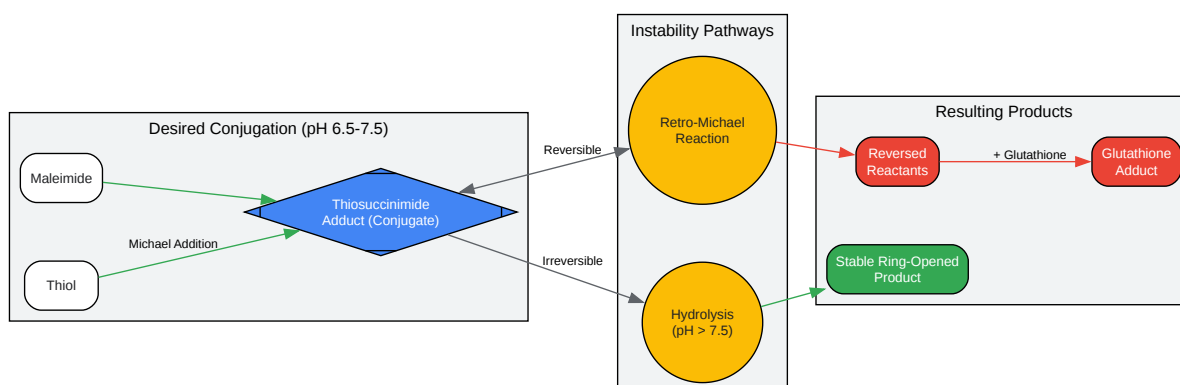 Desired Conjugation (pH 6.5-7.5)
Maleimide
Michael Addition
Thiol
Thiosuccinimide
Adduct (Conjugate)
Reversible
Irreversible
Instability Pathways
Retro-Michael
Reaction
Hydrolysis
(pH > 7.5)
Resulting Products
Reversed
Reactants
+ Glutathione
Glutathione
Adduct
Stable Ring-Opened
Product